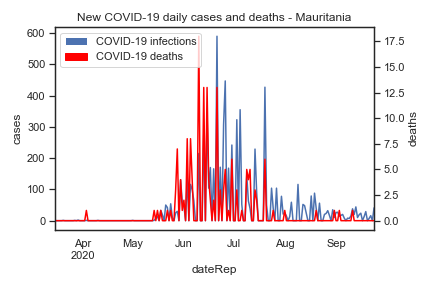 New COVID-19 daily cases and deaths - Mauritania
COVID-19 infections
COVID-19 deaths
600
500
400
300
200
100
0
cases
17.5
15.0
12.5
10.0
7.5
5.0
2.5
0.0
deaths
Apr May Jun Jul Aug Sep
2020
dateRep